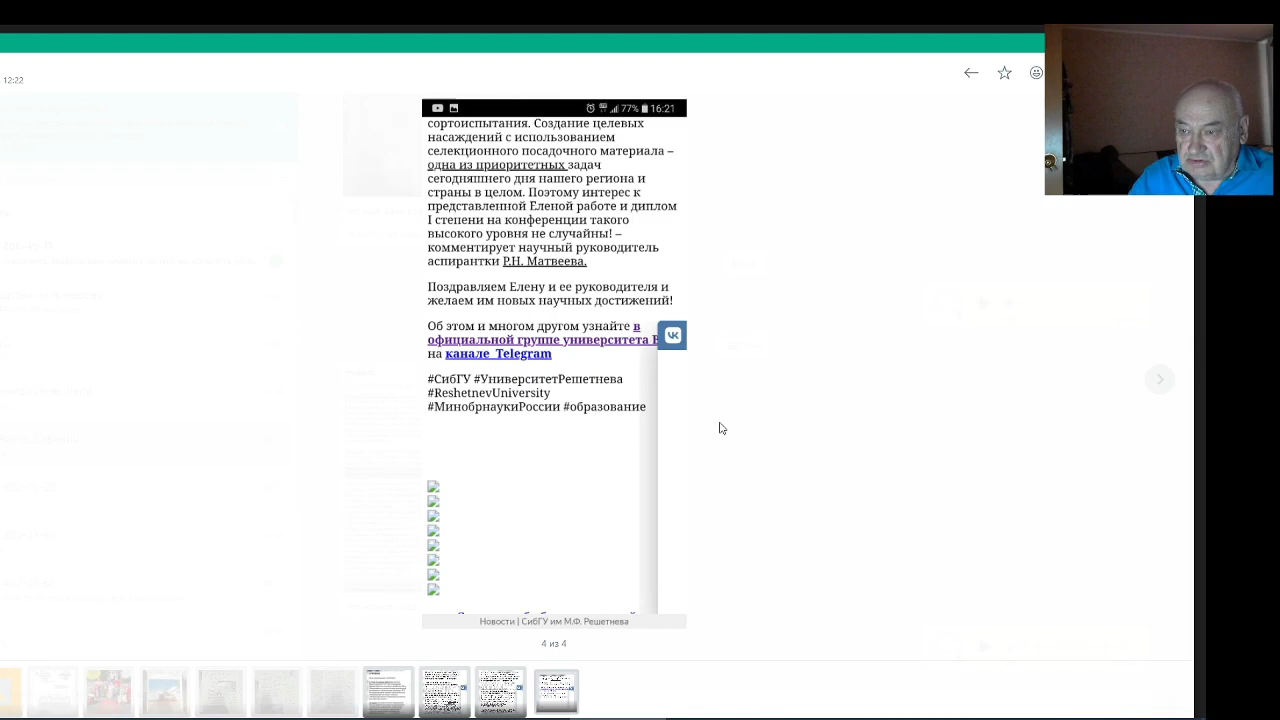 12:22
77% 16:21
сортоиспытания. Создание целевых
насаждений с использованием
селекционного посадочного материала –
одна из приоритетных задач
сегодняшнего дня нашего региона и
страны в целом. Поэтому интерес к
представленной Еленой работе и диплом
I степени на конференции такого
высокого уровня не случайны! –
комментирует научный руководитель
аспирантки Р.Н. Матвеева.
Поздравляем Елену и ее руководителя и
желаем им новых научных достижений!
Об этом и многом другом узнайте в
официальной группе университета
на канале Telegram
#СибГУ #УниверситетРешетнева
#ReshetnevUniversity
#МинобрнаукиРоссии #образование
Новости | СибГУ им М.Ф. Решетнева
4 из 4